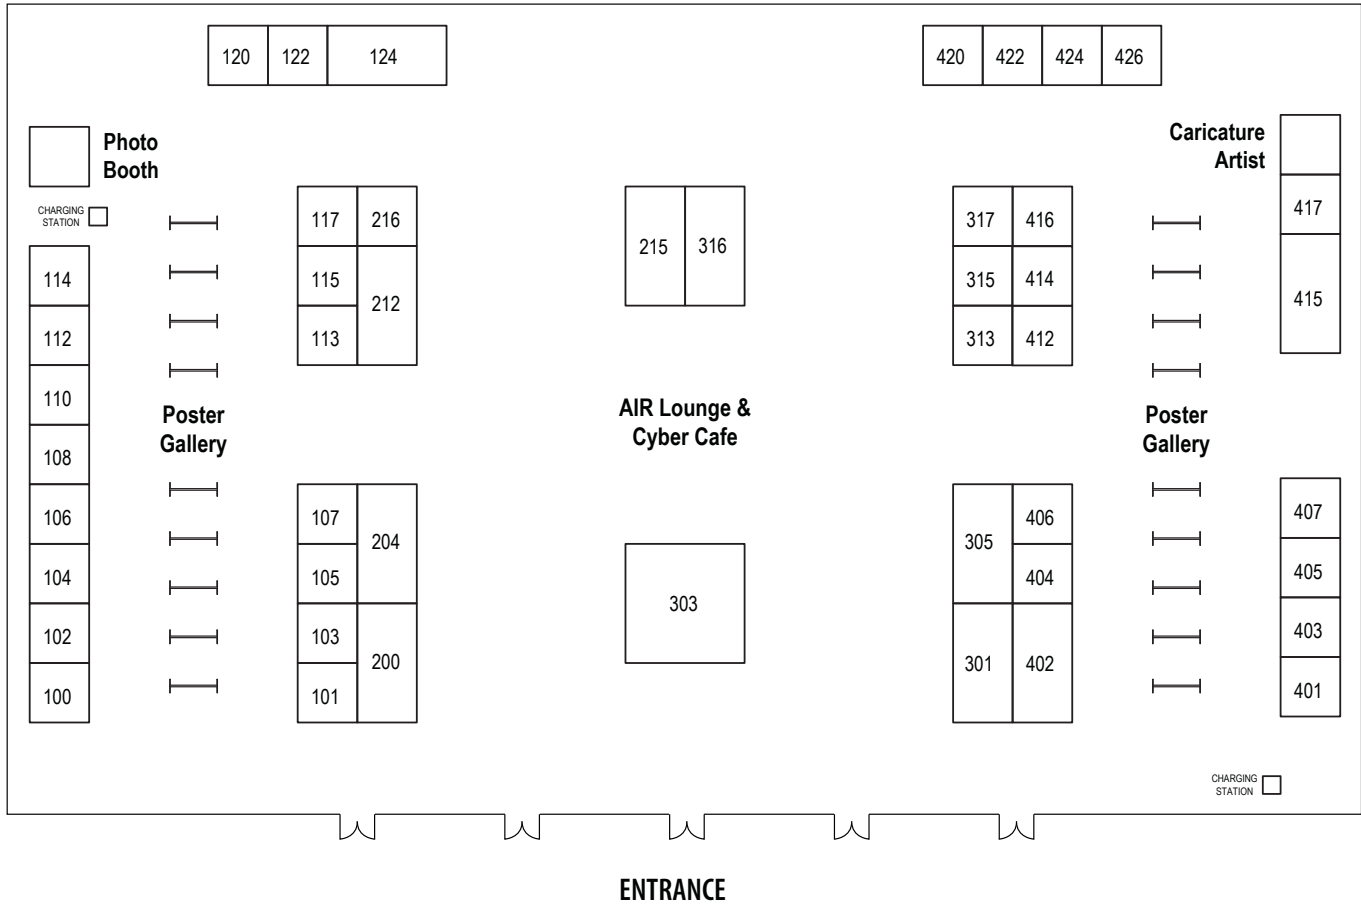 120 122 124
420 422 424 426
Photo
Booth
Caricature
Artist
CHARGING
STATION
117 216
215 316
317 416
417
114
115
212
315 414
415
112
113
313 412
110
Poster
Gallery
AIR Lounge &
Cyber Cafe
Poster
Gallery
108
106
107
204
305
406
407
104
105
404
405
303
102
103
200
301
402
403
100
101
401
CHARGING
STATION
ENTRANCE